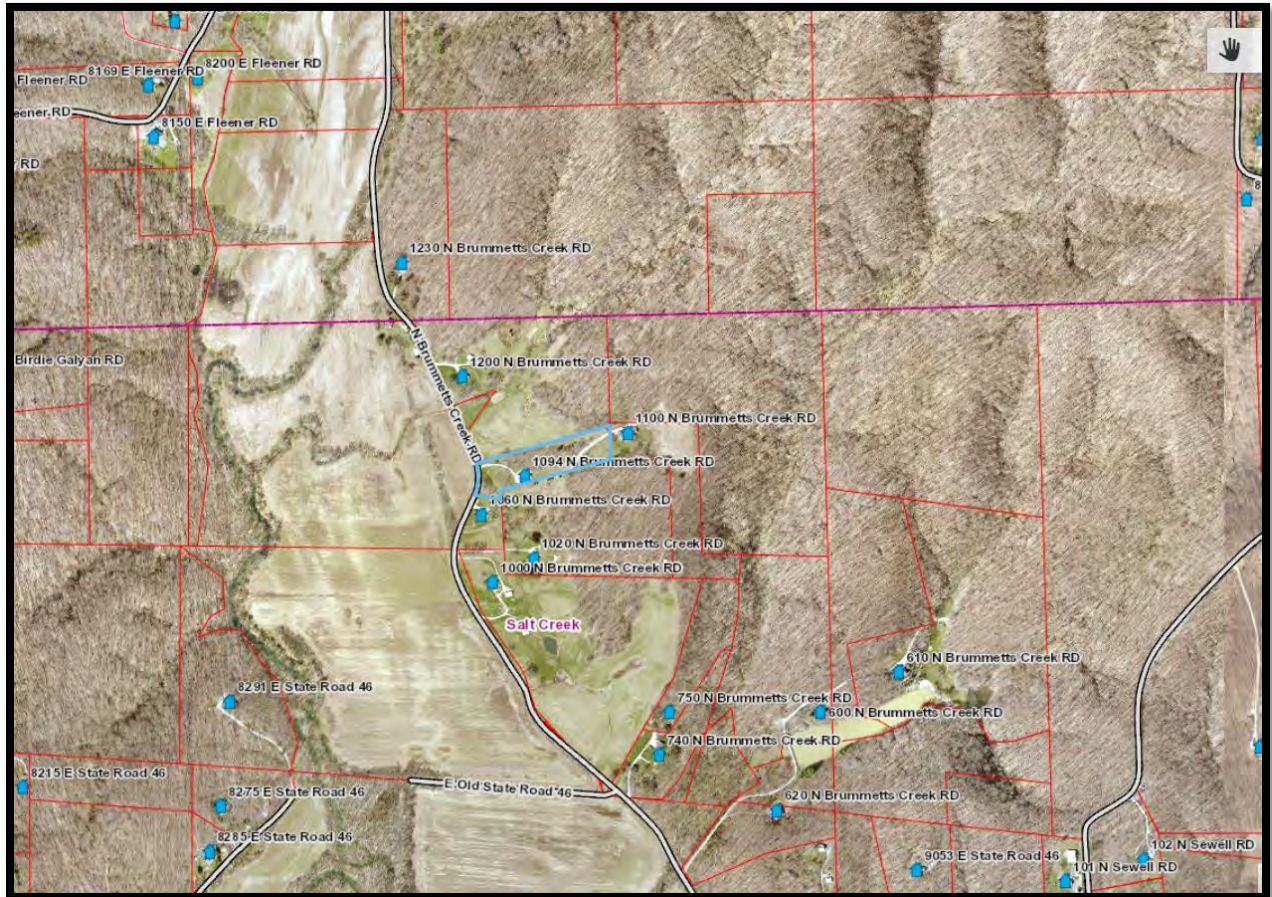 8200 E Fleener RD
8169 E Fleener RD
Fleener RD
eener RD
8150 E Fleener RD
RD
8
1230 N Brummetts Creek RD
N Brummetts Creek RD
Birdie Galyan RD
1200 N Brummetts Creek RD
1100 N Brummetts Creek RD
1094 N Brummetts Creek RD
1060 N Brummetts Creek RD
1020 N Brummetts Creek RD
1000 N Brummetts Creek RD
Salt Creek
610 N Brummetts Creek RD
8291 E State Road 46
750 N Brummetts Creek RD
600 N Brummetts Creek RD
740 N Brummetts Creek RD
8215 E State Road 46
E Old State Road 46
8275 E State Road 46
620 N Brummetts Creek RD
8285 E State Road 46
102 N Sewell RD
9053 E State Road 46
101 N Sewell RD